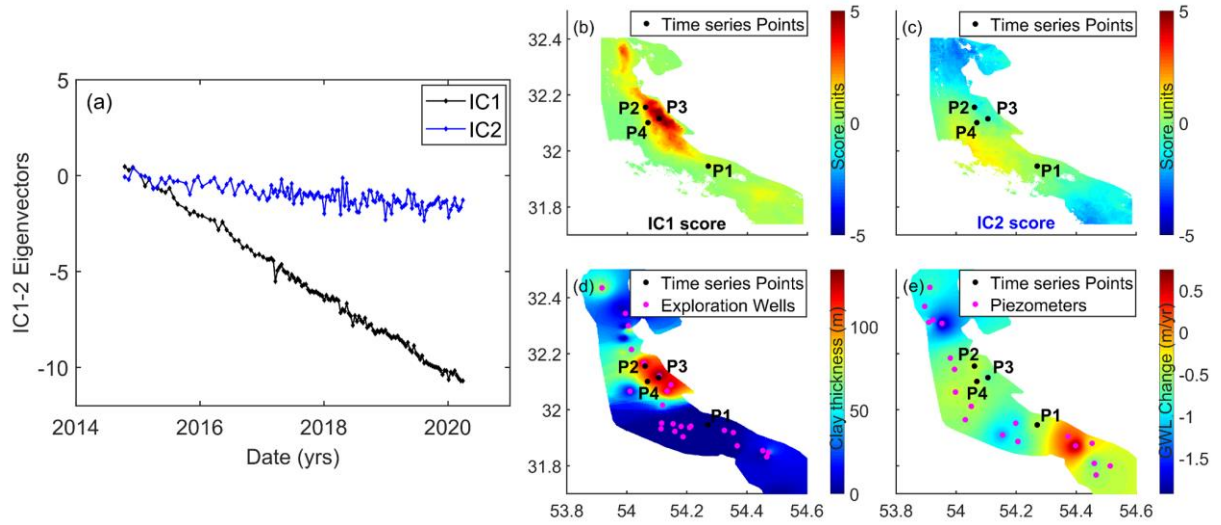 (a)
IC1
IC2
5
0
-5
-10
IC1-2 Eigenvectors
2014
2016
2018
2020
Date (yrs)
(b)
Time series Points
32.4
32.2
32
31.8
P2
P3
P4
P1
IC1 score
5
0
-5
Score units
(c)
Time series Points
P2
P3
P4
P1
IC2 score
5
0
-5
Score units
(d)
Time series Points
Exploration Wells
32.4
32.2
32
31.8
P2
P3
P4
P1
53.8
54
54.2
54.4
54.6
100
50
0
Clay thickness (m)
(e)
Time series Points
Piezometers
P2
P3
P4
P1
53.8
54
54.2
54.4
54.6
0.5
0
-0.5
-1
-1.5
GWL Change (m/yr)